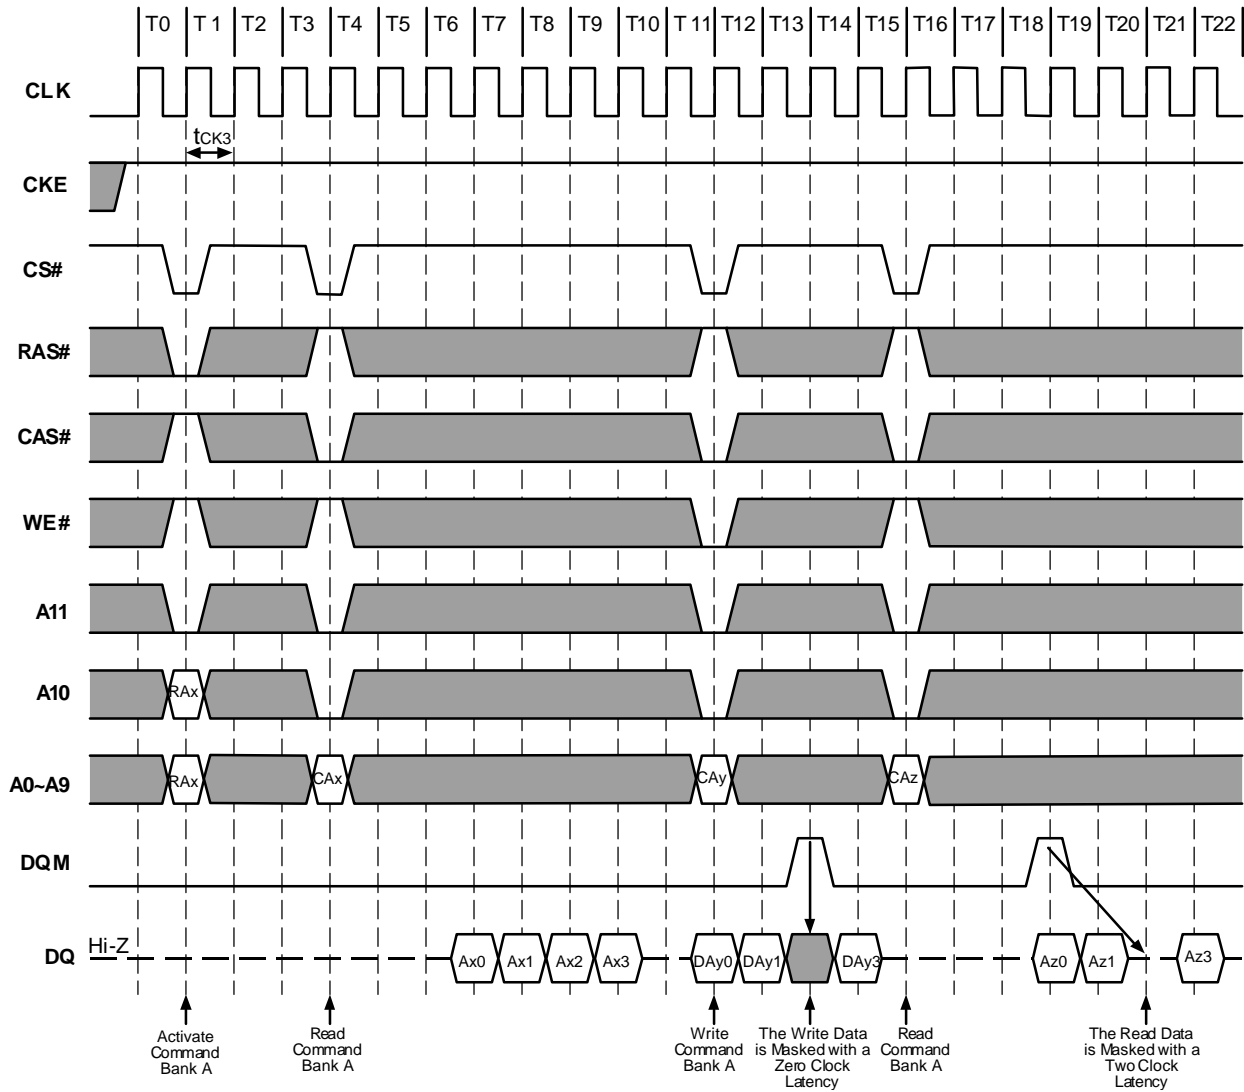 T0 T1 T2 T3 T4 T5 T6 T7 T8 T9 T10 T 11 T12 T13 T14 T15 T16 T17 T18 T19 T20 T21 T22
CLK
tCK3
CKE
CS#
RAS#
CAS#
WE#
A11
A10 RAx
A0~A9 RAx CAx CAy CAz
DQM
Hi-Z
DQ Ax0 Ax1 Ax2 Ax3 DAy0 DAy1 DAy3 Az0 Az1 Az3
Activate
Command
Bank A
Read
Command
Bank A
Write
Command
Bank A
The Write Data
is Masked with a
Zero Clock
Latency
Read
Command
Bank A
The Read Data
is Masked with a
Two Clock
Latency